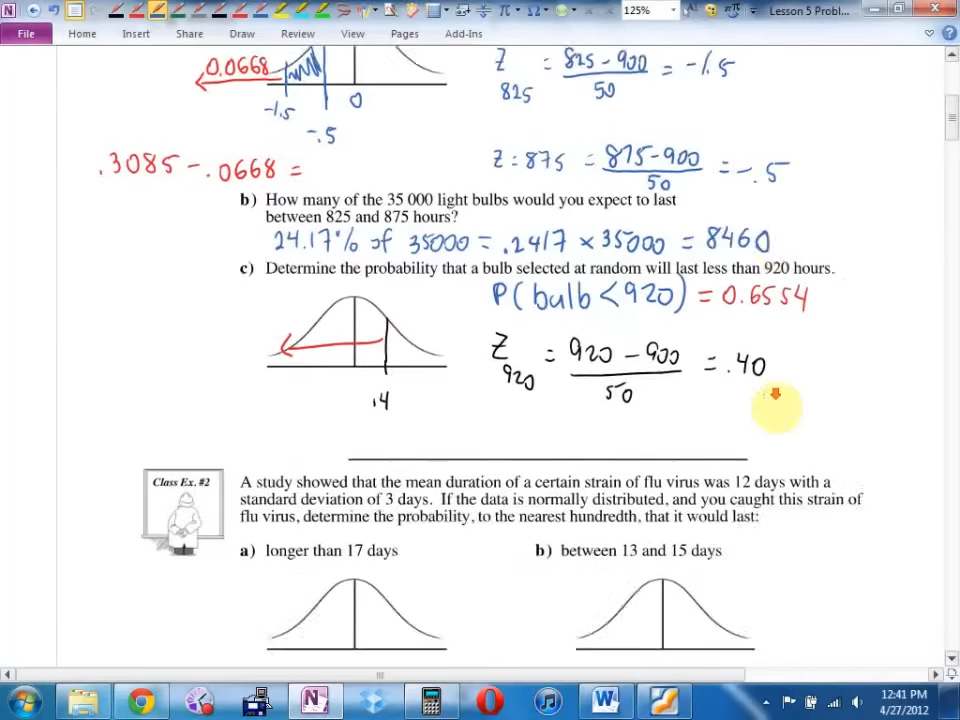 125%
Lesson 5 Probl...
File Home Insert Share Draw Review View Pages Add-Ins
0.0668
-1.5 0
-.5
Z 825 = 825 - 900 / 50 = -1.5
.3085 - .0668 =
Z = 875 = 875 - 900 / 50 = -.5
b) How many of the 35 000 light bulbs would you expect to last
between 825 and 875 hours?
24.17% of 35000 = .2417 × 35000 = 8460
c) Determine the probability that a bulb selected at random will last less than 920 hours.
P(bulb < 920) = 0.6554
Z 920 = 920 - 900 / 50 = .40
.4
Class Ex. #2
A study showed that the mean duration of a certain strain of flu virus was 12 days with a
standard deviation of 3 days. If the data is normally distributed, and you caught this strain of
flu virus, determine the probability, to the nearest hundredth, that it would last:
a) longer than 17 days
b) between 13 and 15 days
12:41 PM
4/27/2012